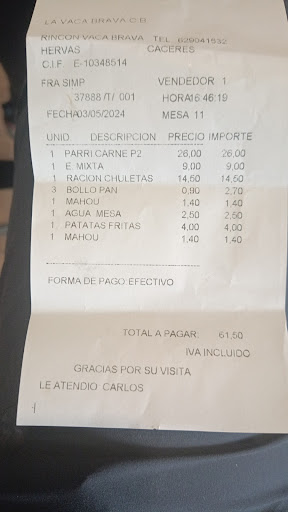 LA VACA BRAVA C.B.
RINCON VACA BRAVA TEL 629041532
HERVAS CACERES
C.I.F. E-10348514
FRA SIMP VENDEDOR 1
37888 /T/ 001 HORA16:46:19
FECHA03/05/2024 MESA 11
UNID. DESCRIPCION PRECIO IMPORTE
1 PARRI CARNE P2 26,00 26,00
1 E. MIXTA 9,00 9,00
1 RACION CHULETAS 14,50 14,50
3 BOLLO PAN 0,90 2,70
1 MAHOU 1,40 1,40
1 AGUA MESA 2,50 2,50
1 PATATAS FRITAS 4,00 4,00
1 MAHOU 1,40 1,40
FORMA DE PAGO:EFECTIVO
TOTAL A PAGAR: 61,50
IVA INCLUIDO
GRACIAS POR SU VISITA
LE ATENDIO CARLOS